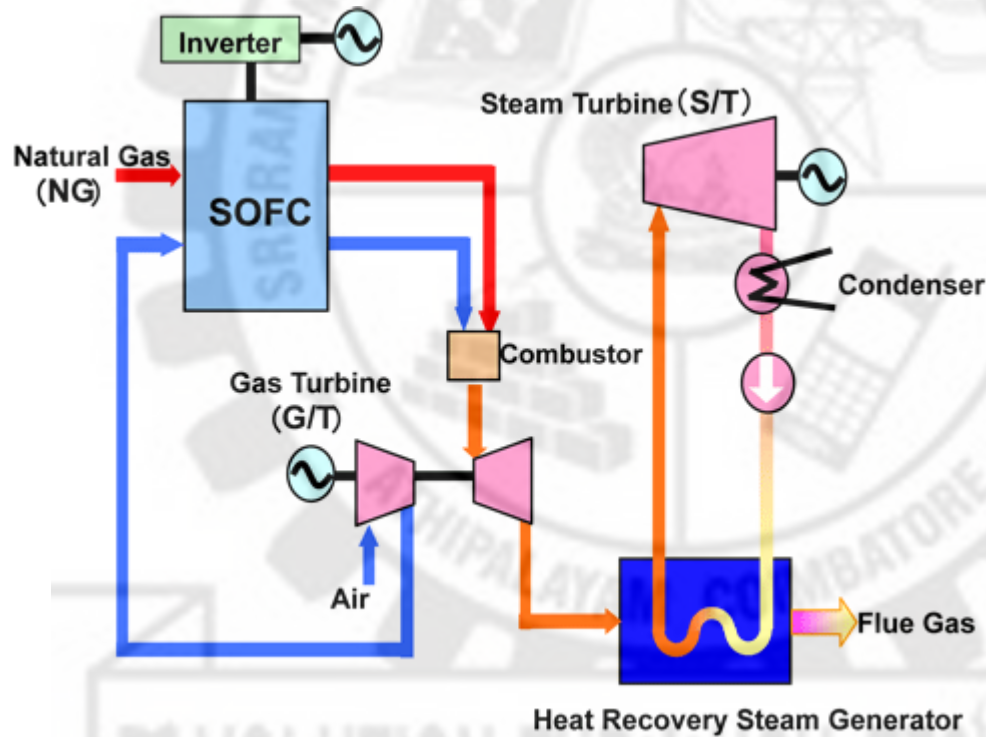 Inverter
Steam Turbine (S/T)
Natural Gas
(NG)
SOFC
Condenser
Combustor
Gas Turbine
(G/T)
Air
Flue Gas
Heat Recovery Steam Generator